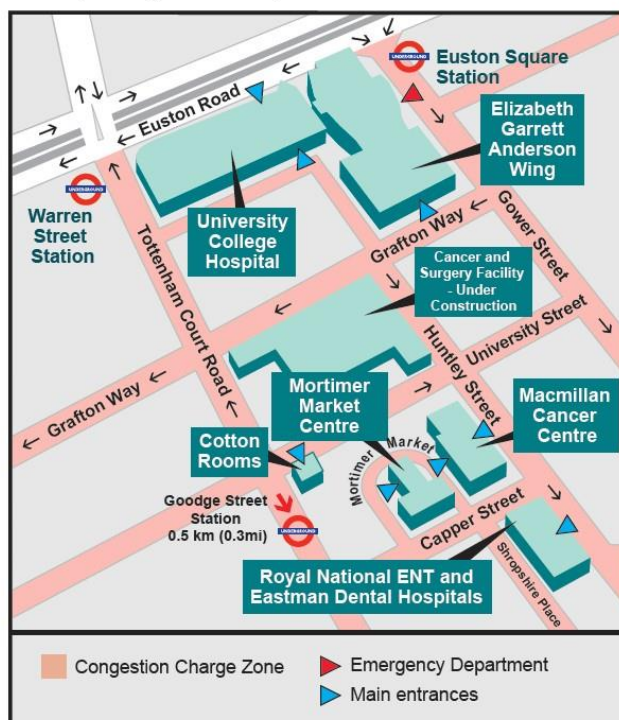 UNDERGROUND
Euston Square
Station
Euston Road
Elizabeth
Garrett
Anderson
Wing
UNDERGROUND
Warren
Street
Station
University
College
Hospital
Grafton Way
Gower Street
Tottenham Court Road
Cancer and
Surgery Facility
- Under
Construction
University Street
Huntley Street
Grafton Way
Mortimer
Market
Centre
Macmillan
Cancer
Centre
Cotton
Rooms
Mortimer Market
Goodge Street
Station
0.5 km (0.3mi)
UNDERGROUND
Capper Street
Royal National ENT and
Eastman Dental Hospitals
Shropshire Place
Congestion Charge Zone
Emergency Department
Main entrances